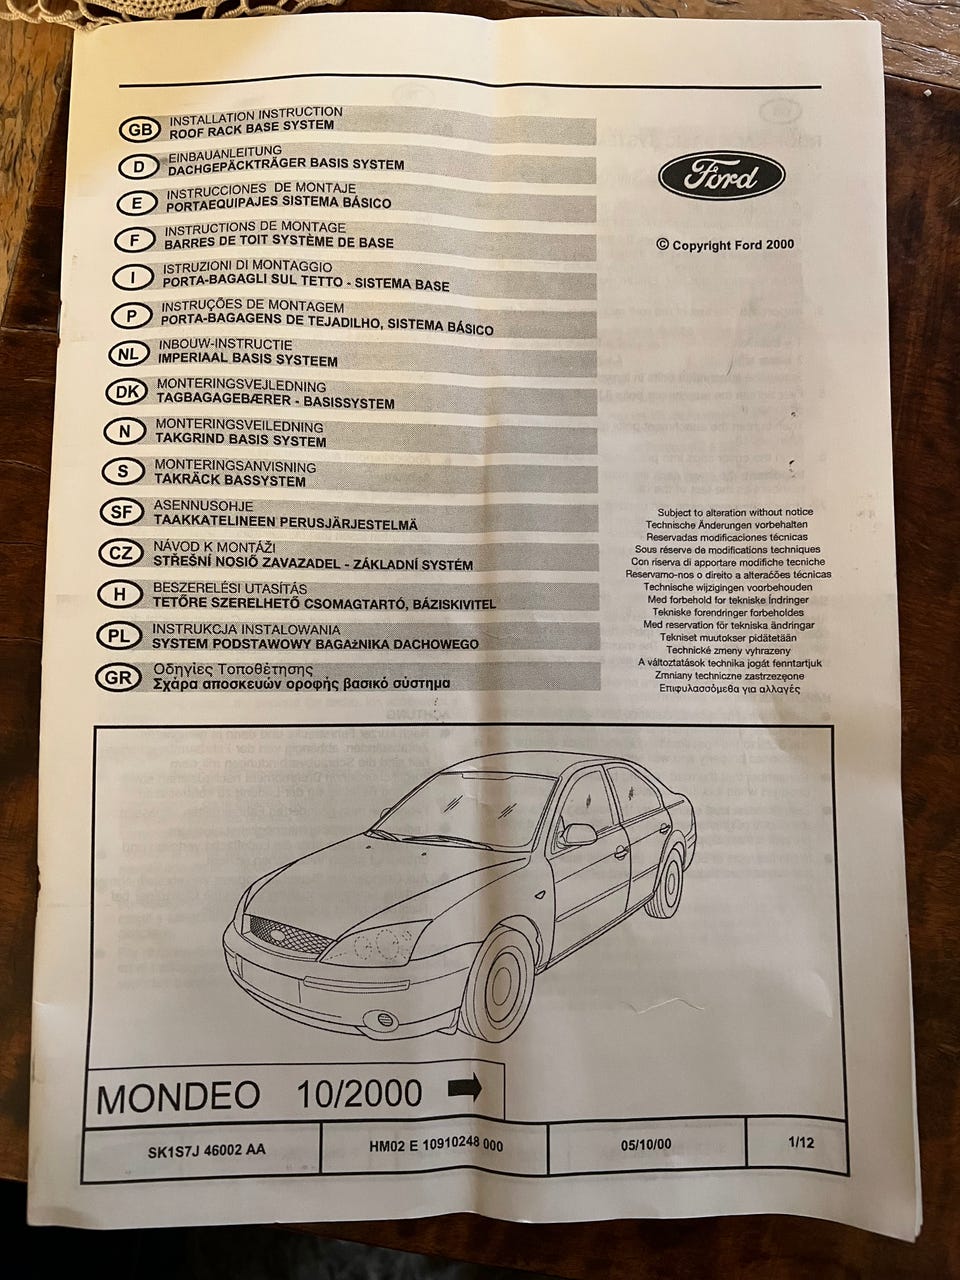 GB
INSTALLATION INSTRUCTION
ROOF RACK BASE SYSTEM
D
EINBAUANLEITUNG
DACHGEPÄCKTRÄGER BASIS SYSTEM
E
INSTRUCCIONES DE MONTAJE
PORTAEQUIPAJES SISTEMA BÁSICO
F
INSTRUCTIONS DE MONTAGE
BARRES DE TOIT SYSTÈME DE BASE
I
ISTRUZIONI DI MONTAGGIO
PORTA-BAGAGLI SUL TETTO - SISTEMA BASE
P
INSTRUÇÕES DE MONTAGEM
PORTA-BAGAGENS DE TEJADILHO, SISTEMA BÁSICO
NL
INBOUW-INSTRUCTIE
IMPERIAAL BASIS SYSTEEM
DK
MONTERINGSVEJLEDNING
TAGBAGAGEBÆRER - BASISSYSTEM
N
MONTERINGSVEILEDNING
TAKGRIND BASIS SYSTEM
S
MONTERINGSANVISNING
TAKRÄCK BASSYSTEM
SF
ASENNUSOHJE
TAAKKATELINEEN PERUSJÄRJESTELMÄ
CZ
NÁVOD K MONTÁŽI
STŘEŠNÍ NOSIŐ ZAVAZADEL - ZÁKLADNÍ SYSTÉM
H
BESZERELÉSI UTASÍTÁS
TETŐRE SZERELHETŐ CSOMAGTARTÓ, BÁZISKIVITEL
PL
INSTRUKCJA INSTALOWANIA
SYSTEM PODSTAWOWY BAGAżNIKA DACHOWEGO
GR
Οδηγίες Τοποθέτησης
Σχάρα αποσκευών οροφής βασικό σύστημα
Ford
© Copyright Ford 2000
Subject to alteration without notice
Technische Änderungen vorbehalten
Reservadas modificaciones técnicas
Sous réserve de modifications techniques
Con riserva di apportare modifiche tecniche
Reservamo-nos o direito a alteraćões técnicas
Technische wijzigingen voorbehouden
Med forbehold for tekniske Índringer
Tekniske forendringer forbeholdes
Med reservation för tekniska ändringar
Tekniset muutokser pidätetään
Technické zmeny vyhrazeny
A változtatások technika jogát fenntartjuk
Zmniany techniczne zastrzezęone
Επιφυλασσόμεθα για αλλαγές
MONDEO 10/2000
SK1S7J 46002 AA
HM02 E 10910248 000
05/10/00
1/12